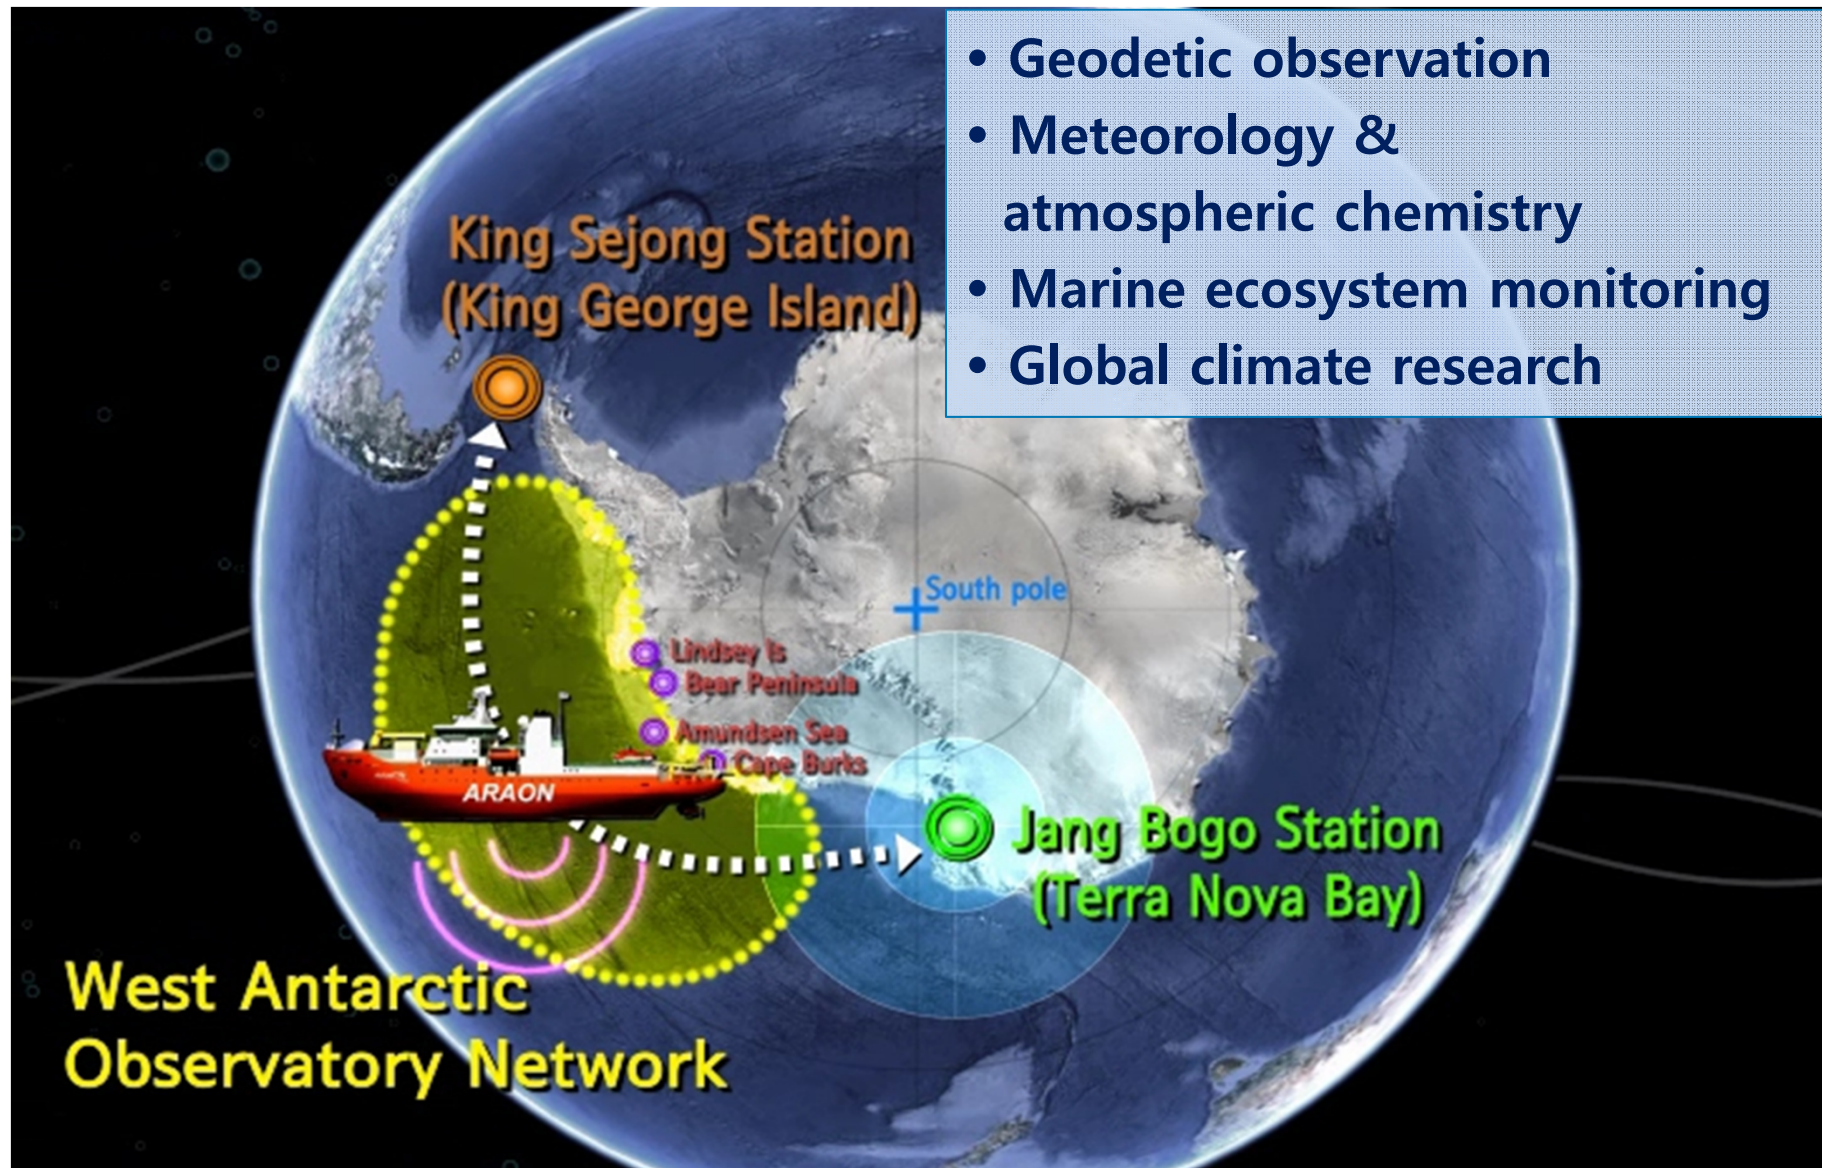 • Geodetic observation
• Meteorology &
atmospheric chemistry
• Marine ecosystem monitoring
• Global climate research
King Sejong Station
(King George Island)
South pole
Lindsey Is
Bear Peninsula
Amundsen Sea
Cape Burks
ARAON
Jang Bogo Station
(Terra Nova Bay)
West Antarctic
Observatory Network